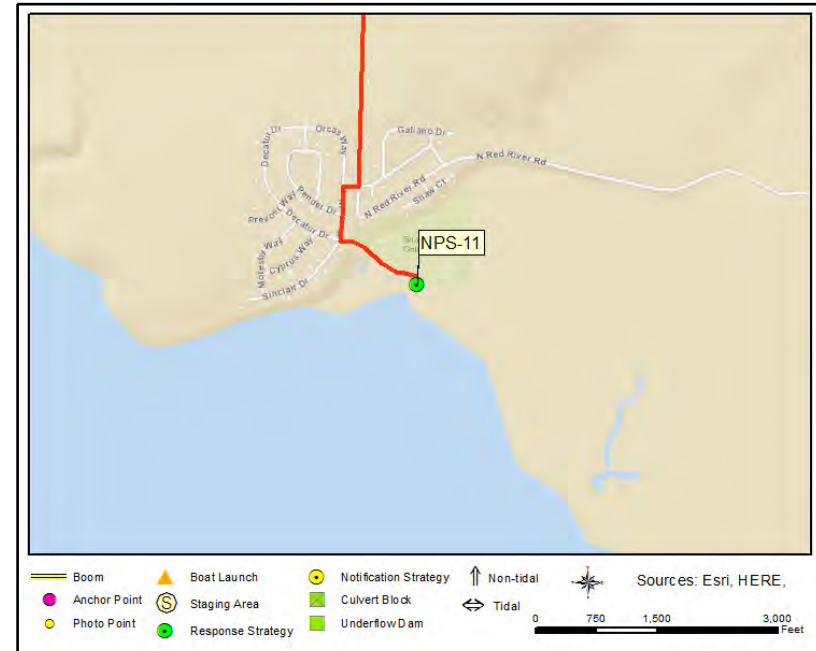 Orcas Way
Galiano Dr
Decatur Dr
N Red River Rd
Pender Dr
N Red River Rd
Shaw Ct
Prevost Way
Decatur Dr
NPS-11
Motesby Way
Cyprus Way
Sinclair Dr
Boom
Boat Launch
Notification Strategy
Non-tidal
Sources: Esri, HERE,
Anchor Point
S
Staging Area
Culvert Block
Tidal
Photo Point
Response Strategy
Underflow Dam
0 750 1,500 3,000
Feet